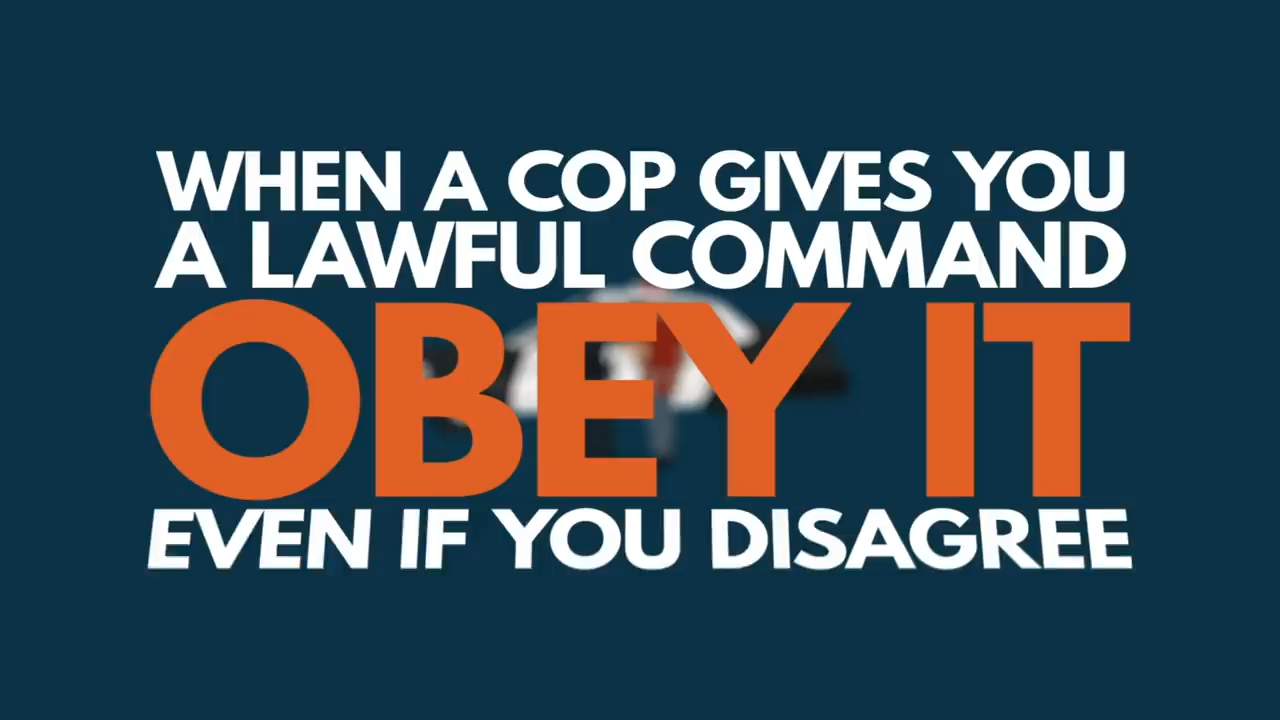 WHEN A COP GIVES YOU
A LAWFUL COMMAND
OBEY IT
EVEN IF YOU DISAGREE